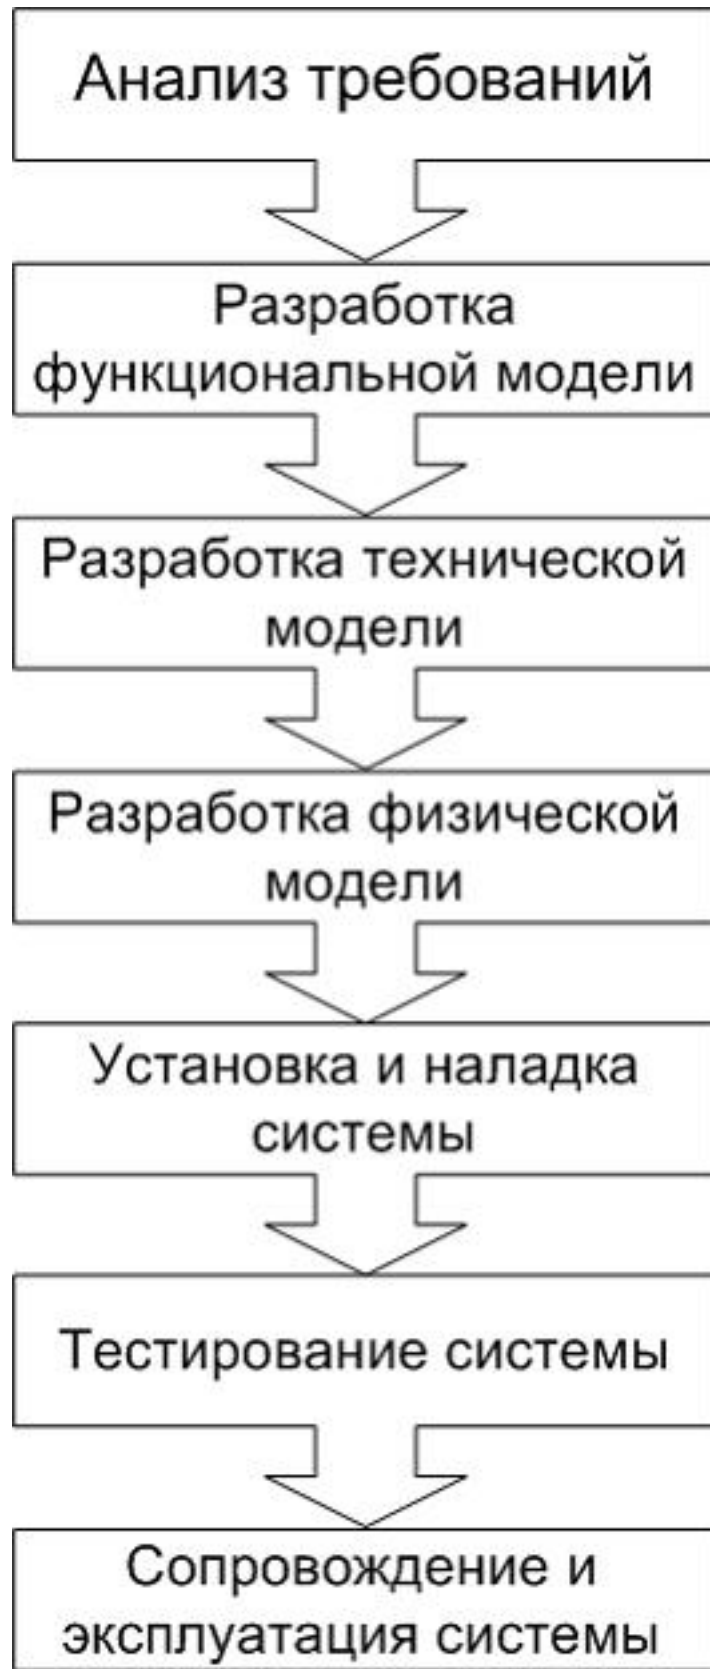 Анализ требований
Разработка
функциональной модели
Разработка технической
модели
Разработка физической
модели
Установка и наладка
системы
Тестирование системы
Сопровождение и
эксплуатация системы